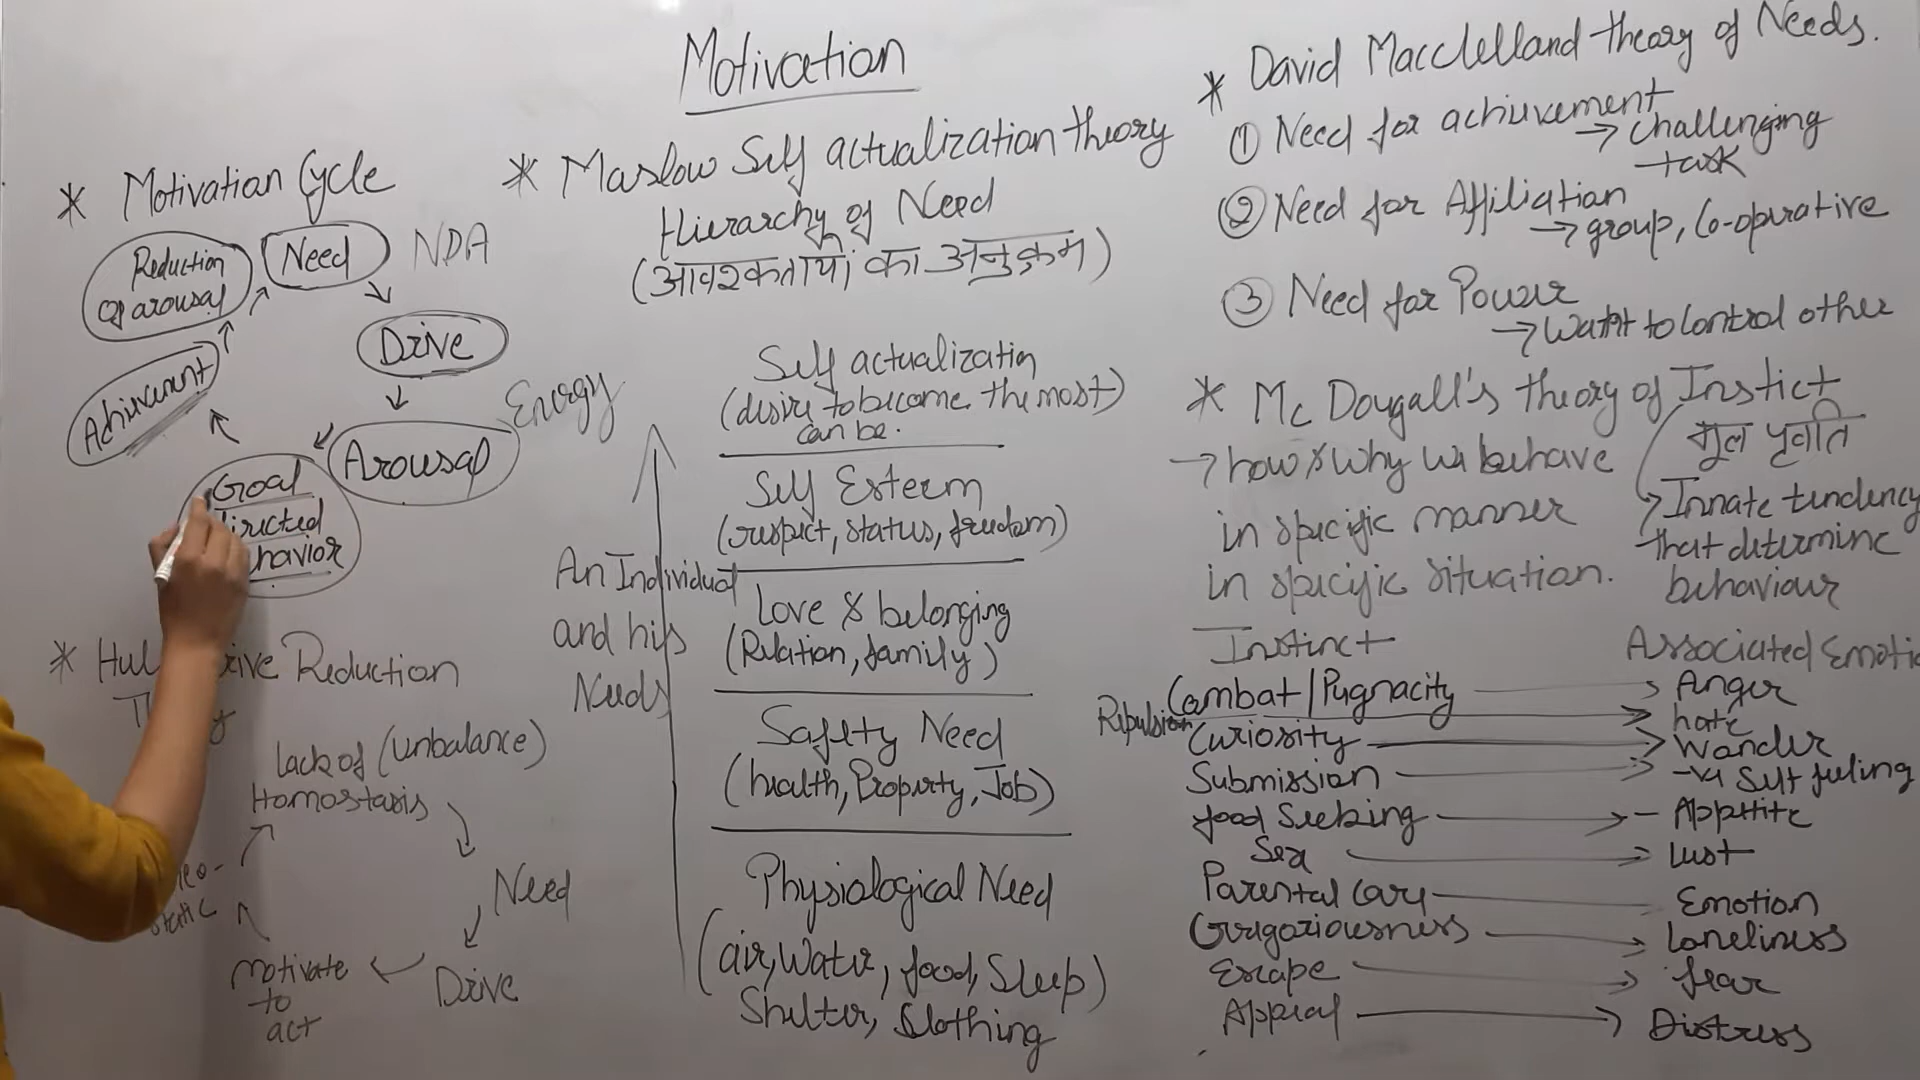 Motivation
* Motivation Cycle
Need
NDA
Drive
Arousal
Energy
Goal
directed
havior
Achievement
Reduction
of arousal
* Hul ive Reduction
Lack of (unbalance)
Homostasis
Need
Drive
motivate
to
act
* Maslow Self actualization theory
Hierarchy of Need
(आवश्कतायों का अनुक्रम)
Self actualization
(desire to become the most)
can be.
Self Esteem
(respect, status, freedom)
Love & belonging
(Relation, family)
Safety Need
(health, Property, Job)
Physiological Need
(air, Water, food, Sleep)
Shelter, Clothing
An Individual
and his
Needs
* David Macclelland theory of Needs.
① Need for achievement
→ Challenging
task
② Need for Affiliation
→ group, Co-operative
③ Need for Power
→ Want to Control other
* Mc Dougall's theory of Instict
मुल प्रवति
→ how & Why We behave
in specific manner
in specific situation.
→ Innate tendency
that determine
behaviour
Instinct Associated Emotio
Combat/Pugnacity → Anger
Repulsion → hate
Curiosity → Wonder
Submission → -ve Self feeling
food Seeking → - Appetite
Sex → Lust
Parental Care — Emotion
Gregariousness → Loneliness
Escape → fear
Appeal → Distress